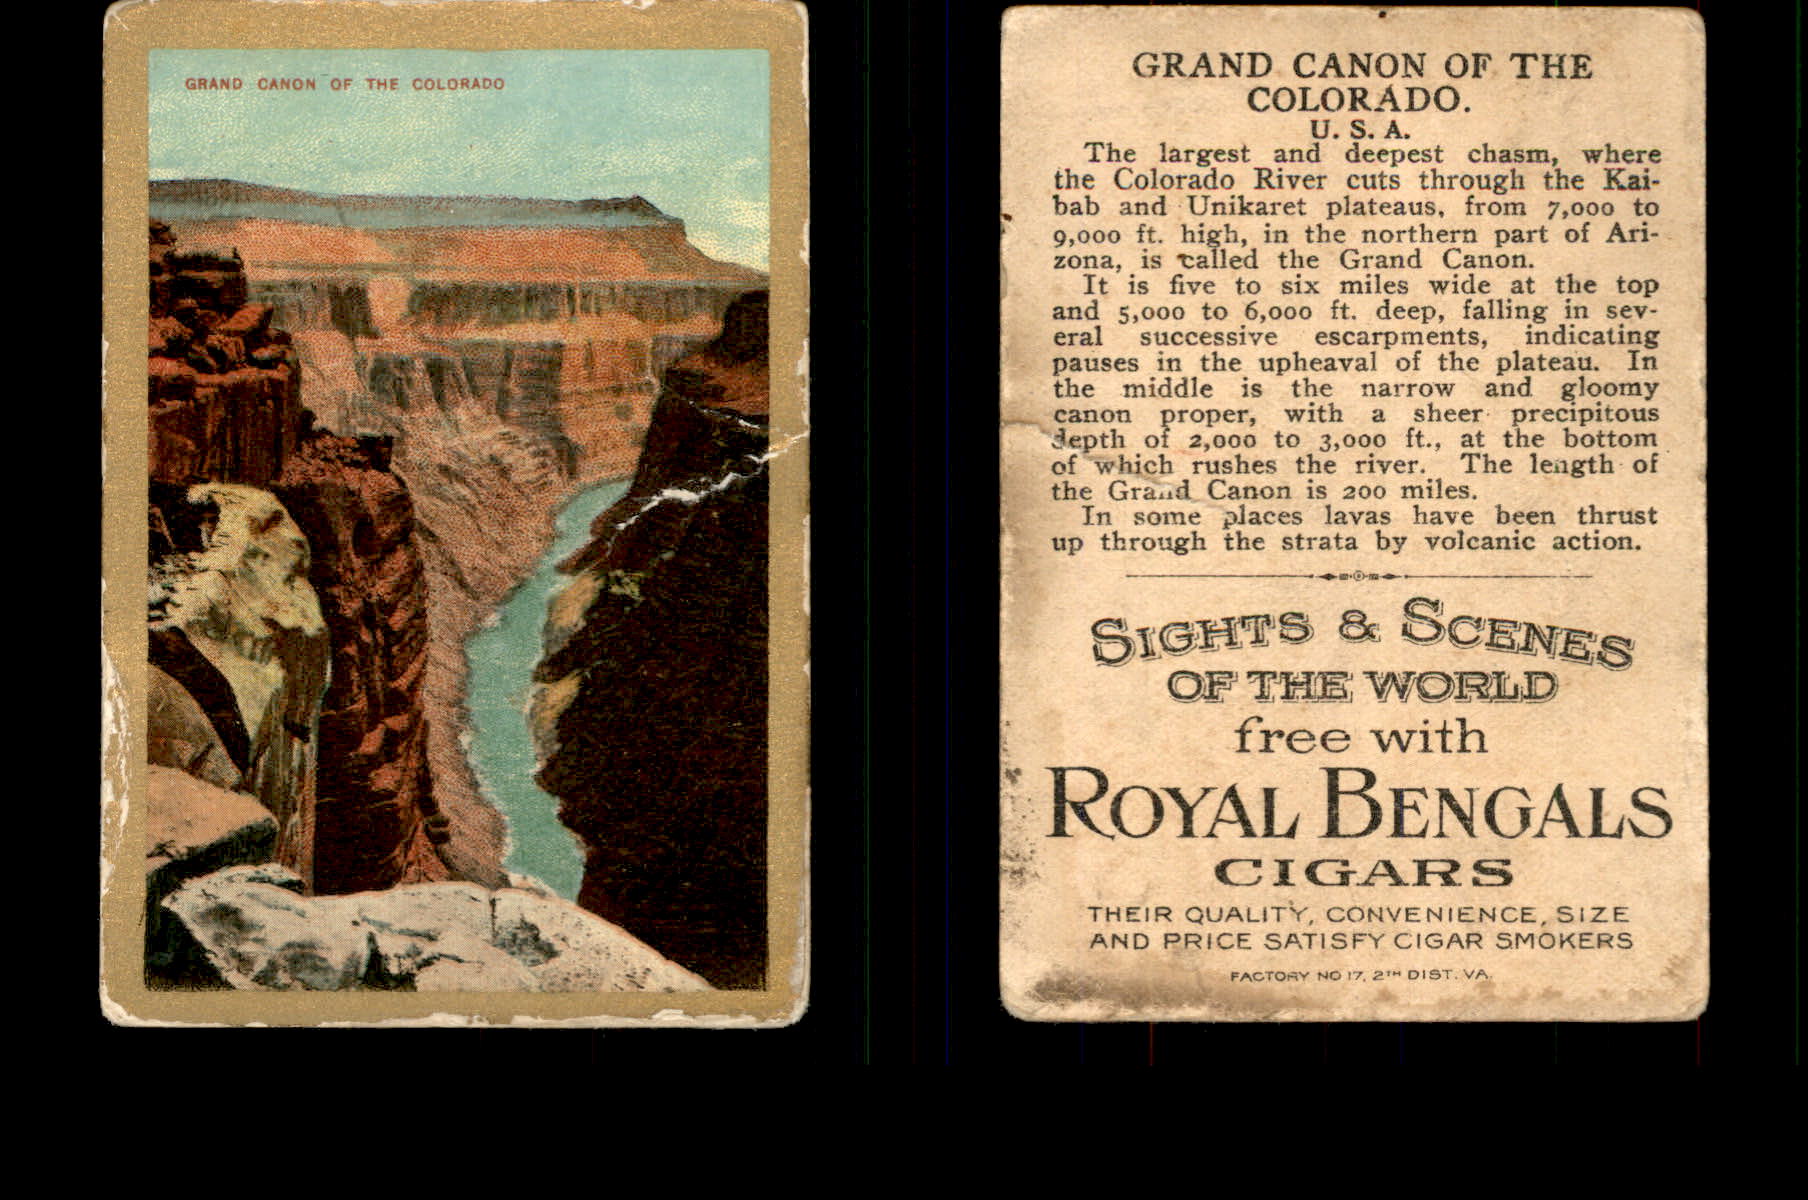 GRAND CANON OF THE COLORADO
GRAND CANON OF THE
COLORADO.
U. S. A.
The largest and deepest chasm, where
the Colorado River cuts through the Kai-
bab and Unikaret plateaus, from 7,000 to
9,000 ft. high, in the northern part of Ari-
zona, is called the Grand Canon.
It is five to six miles wide at the top
and 5,000 to 6,000 ft. deep, falling in sev-
eral successive escarpments, indicating
pauses in the upheaval of the plateau. In
the middle is the narrow and gloomy
canon proper, with a sheer precipitous
depth of 2,000 to 3,000 ft., at the bottom
of which rushes the river. The length of
the Grand Canon is 200 miles.
In some places lavas have been thrust
up through the strata by volcanic action.
SIGHTS & SCENES
OF THE WORLD
free with
ROYAL BENGALS
CIGARS
THEIR QUALITY, CONVENIENCE, SIZE
AND PRICE SATISFY CIGAR SMOKERS
FACTORY NO 17, 2TH DIST. VA.